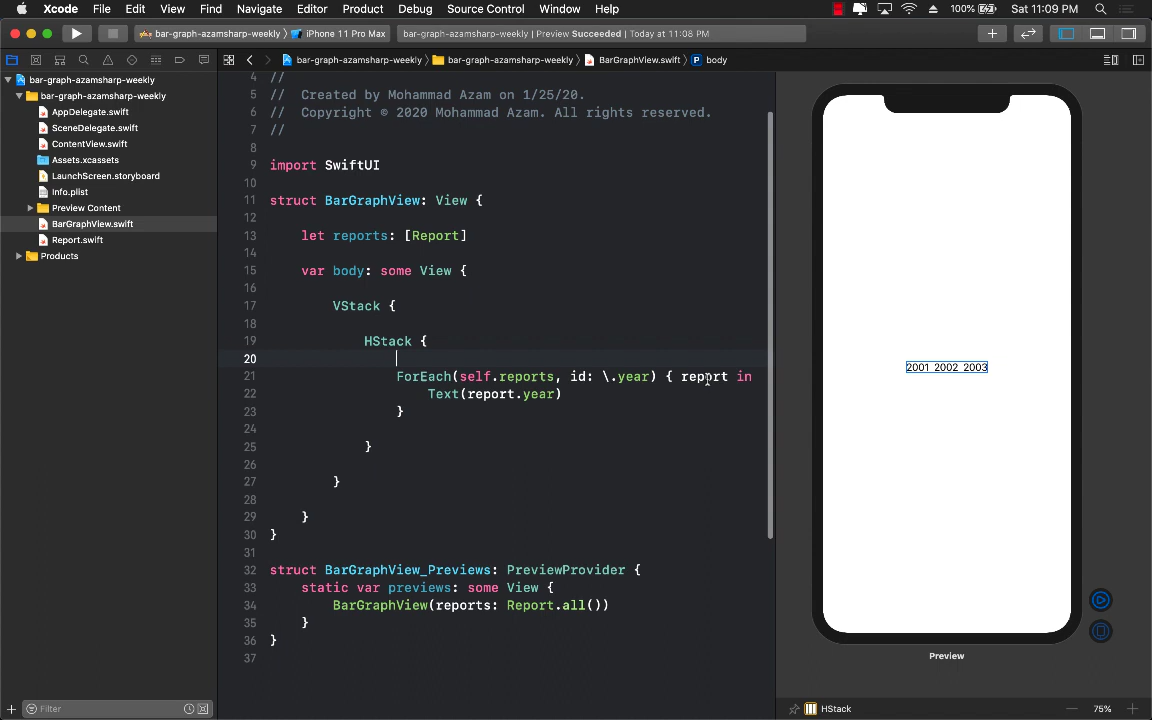 Xcode File Edit View Find Navigate Editor Product Debug Source Control Window Help 100% Sat 11:09 PM
bar-graph-azamsharp-weekly 〉 iPhone 11 Pro Max bar-graph-azamsharp-weekly | Preview Succeeded | Today at 11:08 PM
bar-graph-azamsharp-weekly 〉 bar-graph-azamsharp-weekly 〉 BarGraphView.swift 〉 P body
bar-graph-azamsharp-weekly
bar-graph-azamsharp-weekly
AppDelegate.swift
SceneDelegate.swift
ContentView.swift
Assets.xcassets
LaunchScreen.storyboard
Info.plist
Preview Content
BarGraphView.swift
Report.swift
Products
4 //
5 //  Created by Mohammad Azam on 1/25/20.
6 //  Copyright © 2020 Mohammad Azam. All rights reserved.
7 //
8
9 import SwiftUI
10
11 struct BarGraphView: View {
12
13 let reports: [Report]
14
15 var body: some View {
16
17 VStack {
18
19 HStack {
20
21 ForEach(self.reports, id: \.year) { report in
22 Text(report.year)
23 }
24
25 }
26
27 }
28
29 }
30 }
31
32 struct BarGraphView_Previews: PreviewProvider {
33 static var previews: some View {
34 BarGraphView(reports: Report.all())
35 }
36 }
37
2001 2002 2003
Preview
Filter
HStack
75%